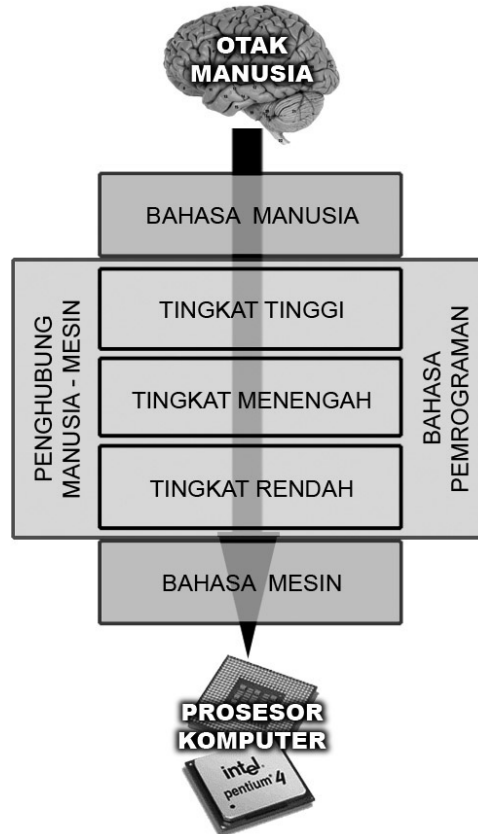 OTAK
MANUSIA
BAHASA MANUSIA
PENGHUBUNG
MANUSIA - MESIN
TINGKAT TINGGI
TINGKAT MENENGAH
TINGKAT RENDAH
BAHASA
PEMROGRAMAN
BAHASA MESIN
PROSESOR
KOMPUTER
intel
pentium 4